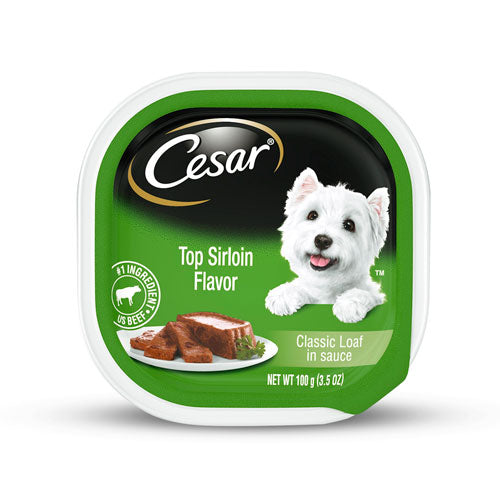 Cesar®
Top Sirloin
Flavor
#1 INGREDIENT
US BEEF
TM
Classic Loaf
in sauce
NET WT 100 g (3.5 OZ)